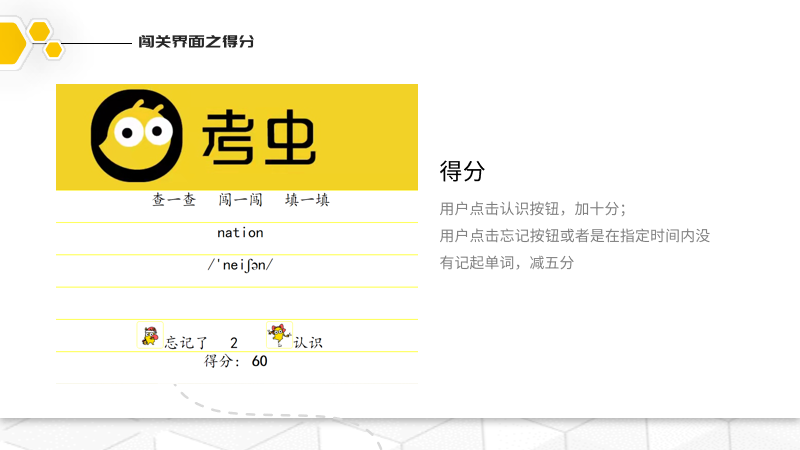 闯关界面之得分
考虫
查一查 闯一闯 填一填
nation
/'neiʃən/
忘记了 2 认识
得分: 60
得分
用户点击认识按钮，加十分；
用户点击忘记按钮或者是在指定时间内没
有记起单词，减五分